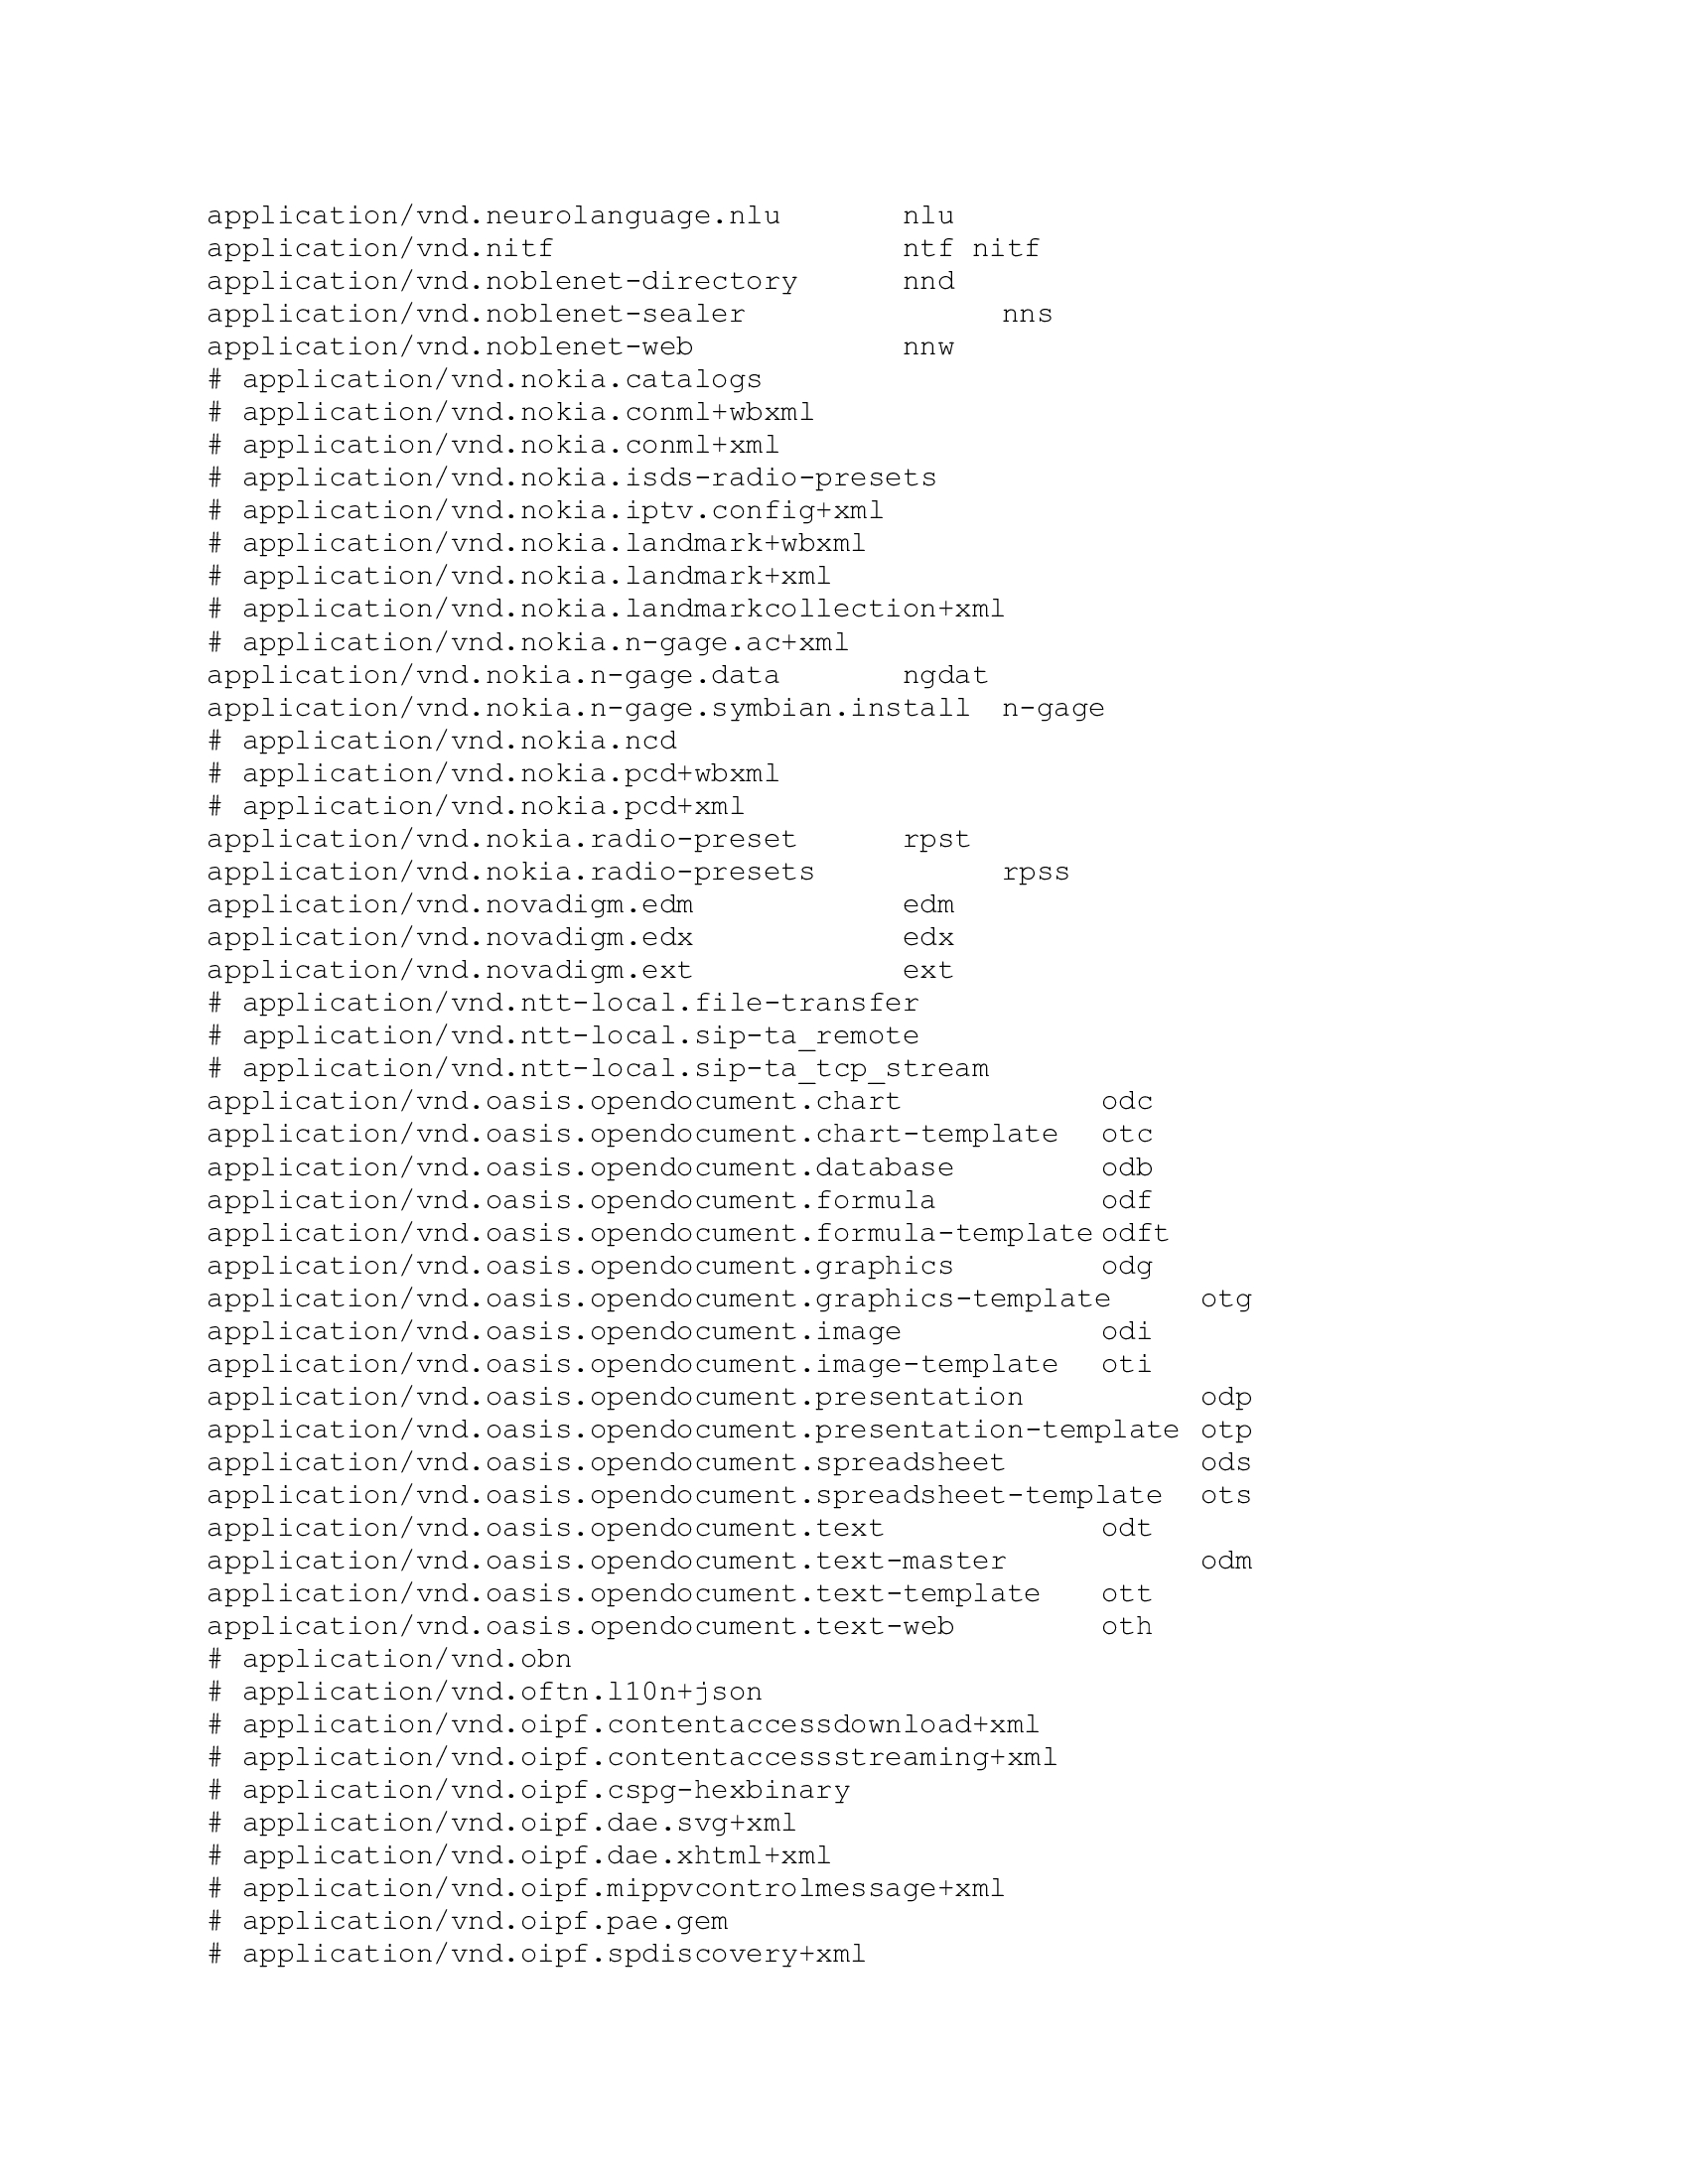 application/vnd.neurolanguage.nlu	nlu
application/vnd.nitf	ntf nitf
application/vnd.noblenet-directory	nnd
application/vnd.noblenet-sealer	nns
application/vnd.noblenet-web	nnw
# application/vnd.nokia.catalogs
# application/vnd.nokia.conml+wbxml
# application/vnd.nokia.conml+xml
# application/vnd.nokia.isds-radio-presets
# application/vnd.nokia.iptv.config+xml
# application/vnd.nokia.landmark+wbxml
# application/vnd.nokia.landmark+xml
# application/vnd.nokia.landmarkcollection+xml
# application/vnd.nokia.n-gage.ac+xml
application/vnd.nokia.n-gage.data	ngdat
application/vnd.nokia.n-gage.symbian.install	n-gage
# application/vnd.nokia.ncd
# application/vnd.nokia.pcd+wbxml
# application/vnd.nokia.pcd+xml
application/vnd.nokia.radio-preset	rpst
application/vnd.nokia.radio-presets	rpss
application/vnd.novadigm.edm	edm
application/vnd.novadigm.edx	edx
application/vnd.novadigm.ext	ext
# application/vnd.ntt-local.file-transfer
# application/vnd.ntt-local.sip-ta_remote
# application/vnd.ntt-local.sip-ta_tcp_stream
application/vnd.oasis.opendocument.chart	odc
application/vnd.oasis.opendocument.chart-template	otc
application/vnd.oasis.opendocument.database	odb
application/vnd.oasis.opendocument.formula	odf
application/vnd.oasis.opendocument.formula-template	odft
application/vnd.oasis.opendocument.graphics	odg
application/vnd.oasis.opendocument.graphics-template	otg
application/vnd.oasis.opendocument.image	odi
application/vnd.oasis.opendocument.image-template	oti
application/vnd.oasis.opendocument.presentation	odp
application/vnd.oasis.opendocument.presentation-template	otp
application/vnd.oasis.opendocument.spreadsheet	ods
application/vnd.oasis.opendocument.spreadsheet-template	ots
application/vnd.oasis.opendocument.text	odt
application/vnd.oasis.opendocument.text-master	odm
application/vnd.oasis.opendocument.text-template	ott
application/vnd.oasis.opendocument.text-web	oth
# application/vnd.obn
# application/vnd.oftn.l10n+json
# application/vnd.oipf.contentaccessdownload+xml
# application/vnd.oipf.contentaccessstreaming+xml
# application/vnd.oipf.cspg-hexbinary
# application/vnd.oipf.dae.svg+xml
# application/vnd.oipf.dae.xhtml+xml
# application/vnd.oipf.mippvcontrolmessage+xml
# application/vnd.oipf.pae.gem
# application/vnd.oipf.spdiscovery+xml